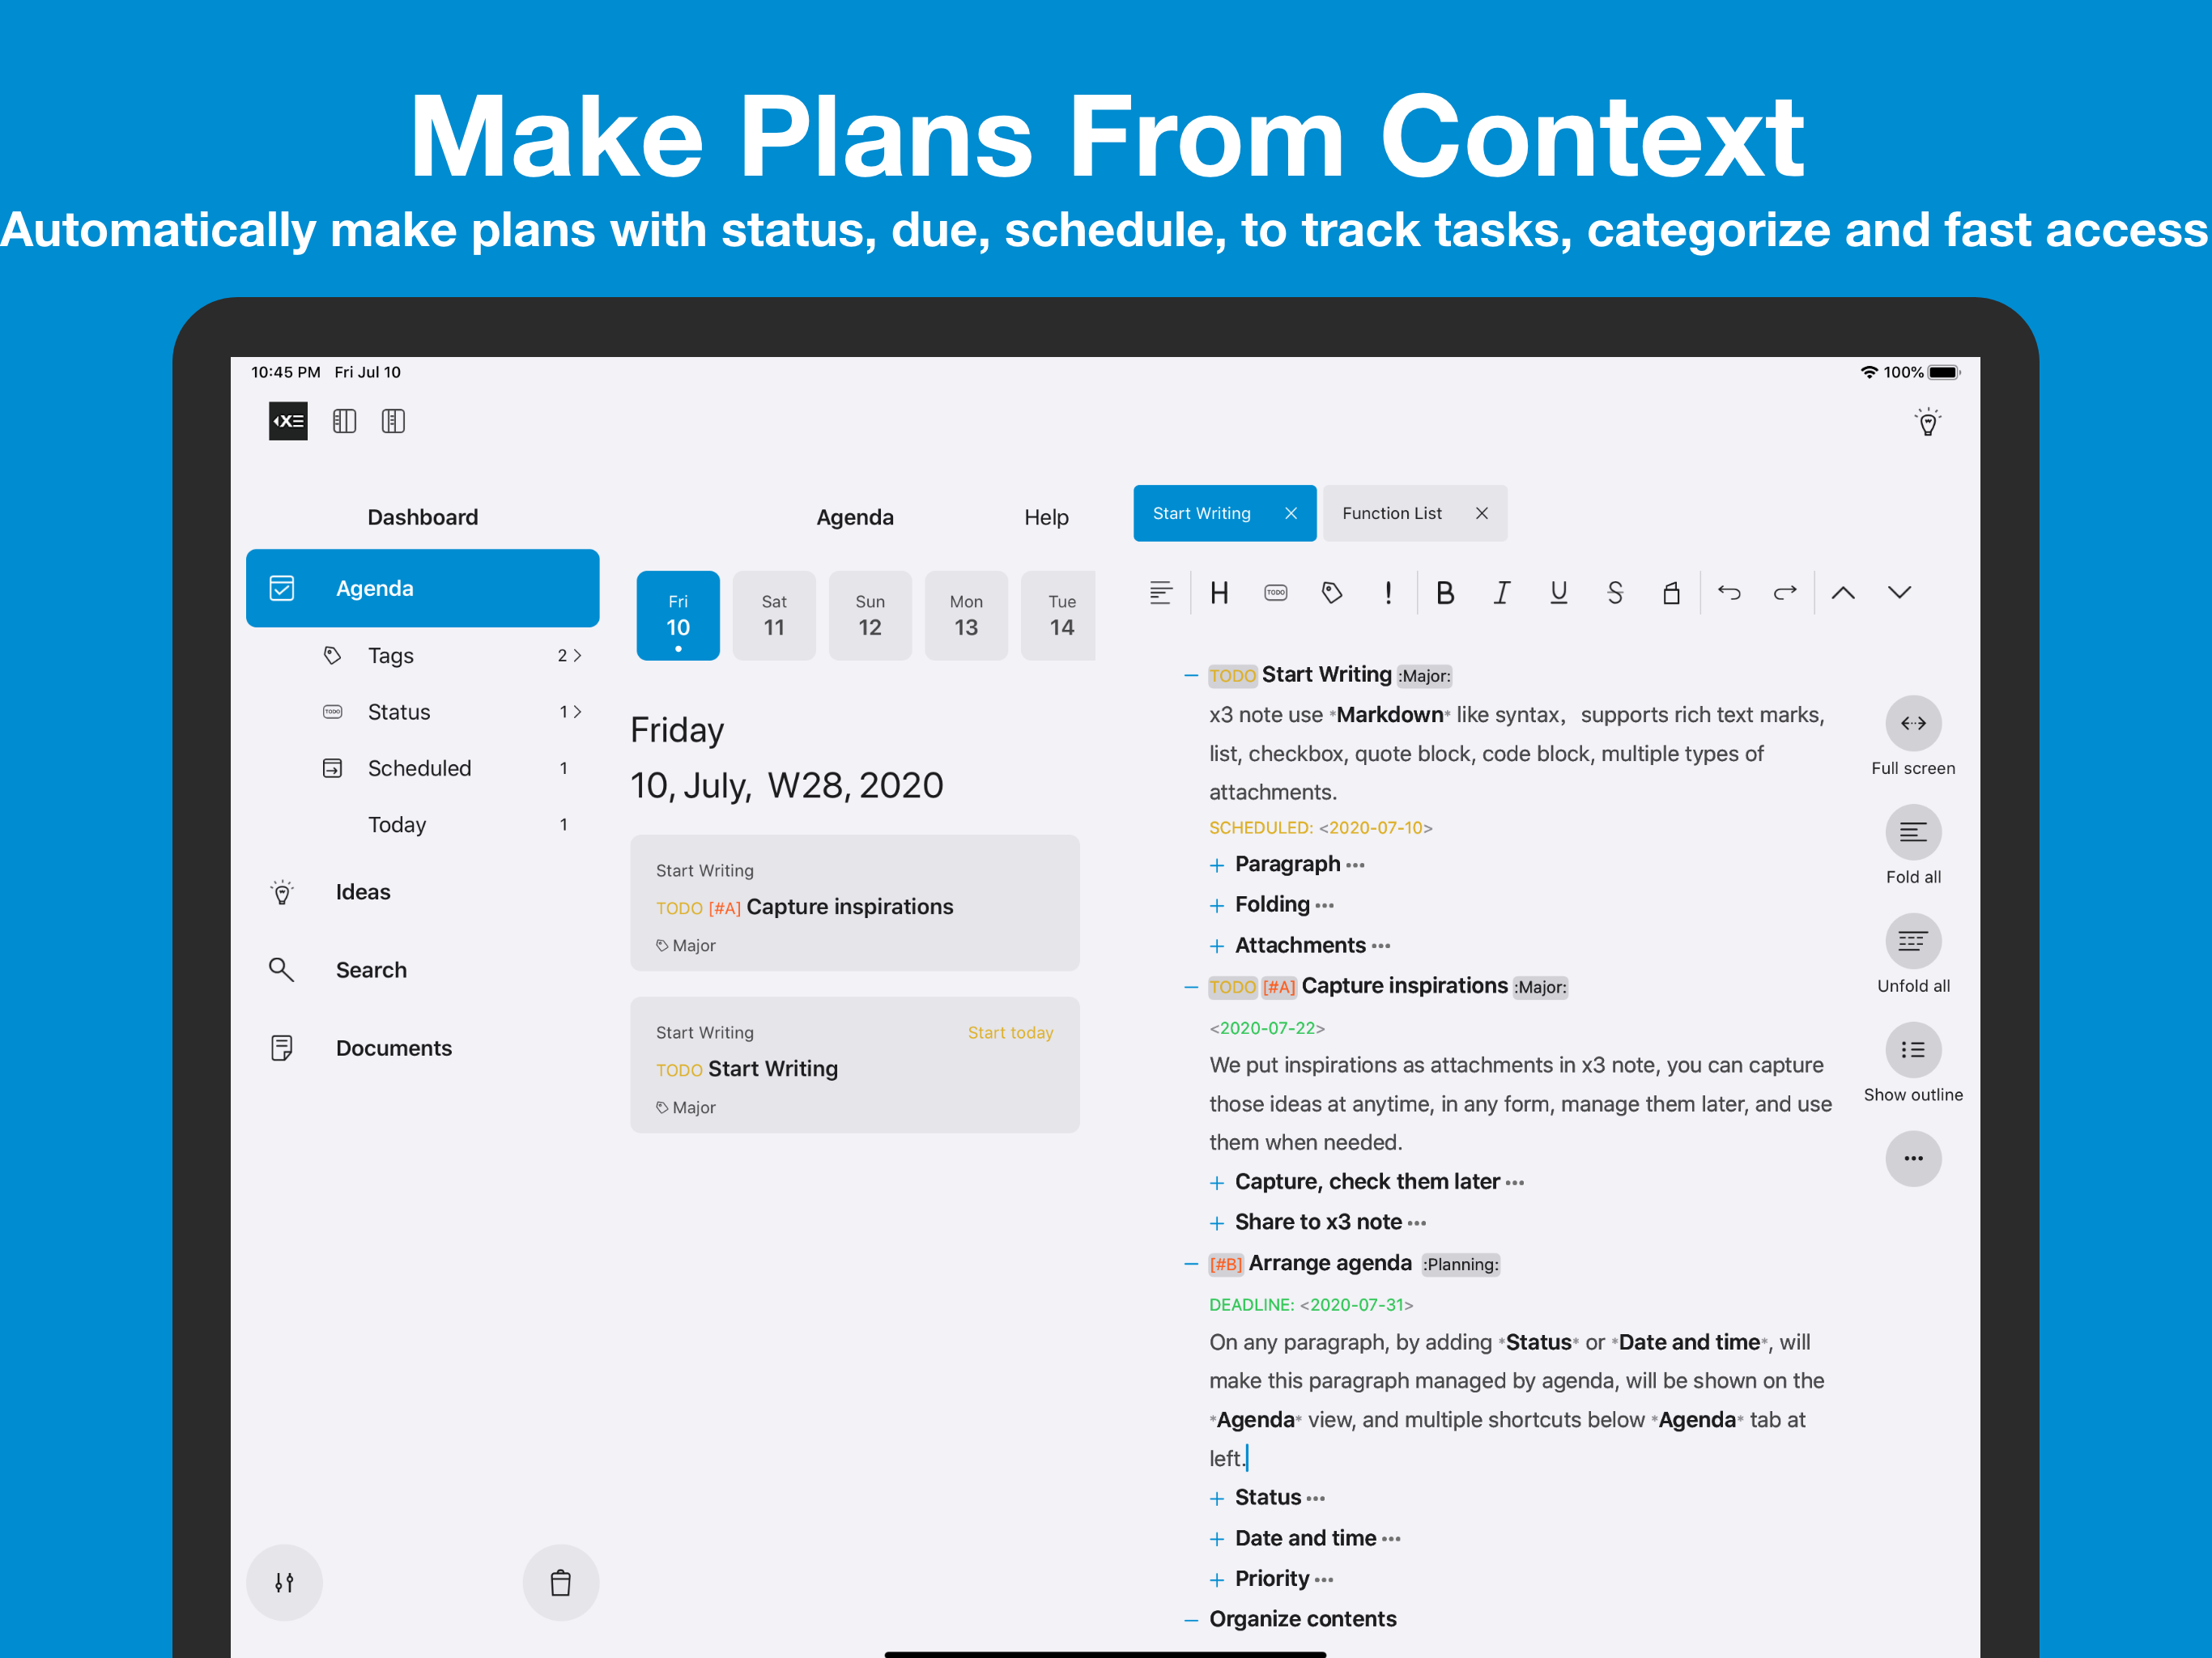 Make Plans From Context
Automatically make plans with status, due, schedule, to track tasks, categorize and fast access
10:45 PM Fri Jul 10
100%
Dashboard
Agenda
Tags 2
Status 1
Scheduled 1
Today 1
Ideas
Search
Documents
Agenda Help
Fri 10
Sat 11
Sun 12
Mon 13
Tue 14
Friday
10, July, W28, 2020
Start Writing
TODO [#A] Capture inspirations
Major
Start Writing Start today
TODO Start Writing
Major
Start Writing
Function List
H TODO ! B I U S
TODO Start Writing :Major:
x3 note use *Markdown* like syntax, supports rich text marks,
list, checkbox, quote block, code block, multiple types of
attachments.
SCHEDULED: <2020-07-10>
+ Paragraph •••
+ Folding •••
+ Attachments •••
TODO [#A] Capture inspirations :Major:
<2020-07-22>
We put inspirations as attachments in x3 note, you can capture
those ideas at anytime, in any form, manage them later, and use
them when needed.
+ Capture, check them later •••
+ Share to x3 note •••
[#B] Arrange agenda :Planning:
DEADLINE: <2020-07-31>
On any paragraph, by adding *Status* or *Date and time*, will
make this paragraph managed by agenda, will be shown on the
*Agenda* view, and multiple shortcuts below *Agenda* tab at
left.
+ Status •••
+ Date and time •••
+ Priority •••
Organize contents
Full screen
Fold all
Unfold all
Show outline